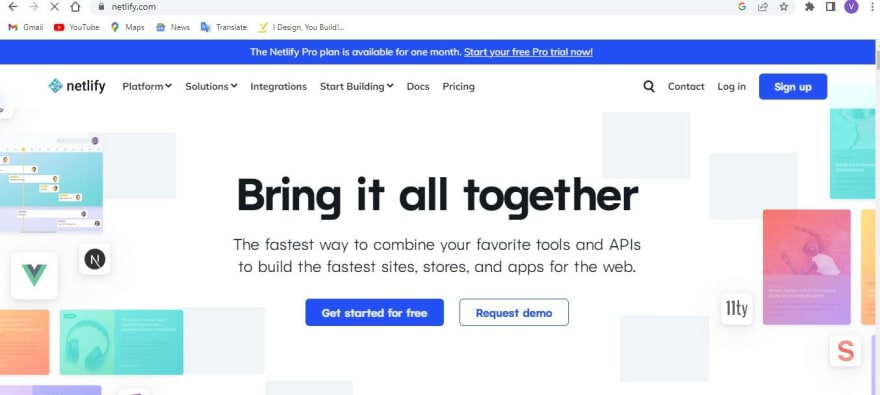 netlify.com
Gmail YouTube Maps News Translate I Design, You Build!...
The Netlify Pro plan is available for one month. Start your free Pro trial now!
netlify Platform Solutions Integrations Start Building Docs Pricing Contact Log in Sign up
Bring it all together
The fastest way to combine your favorite tools and APIs
to build the fastest sites, stores, and apps for the web.
Get started for free Request demo
11ty